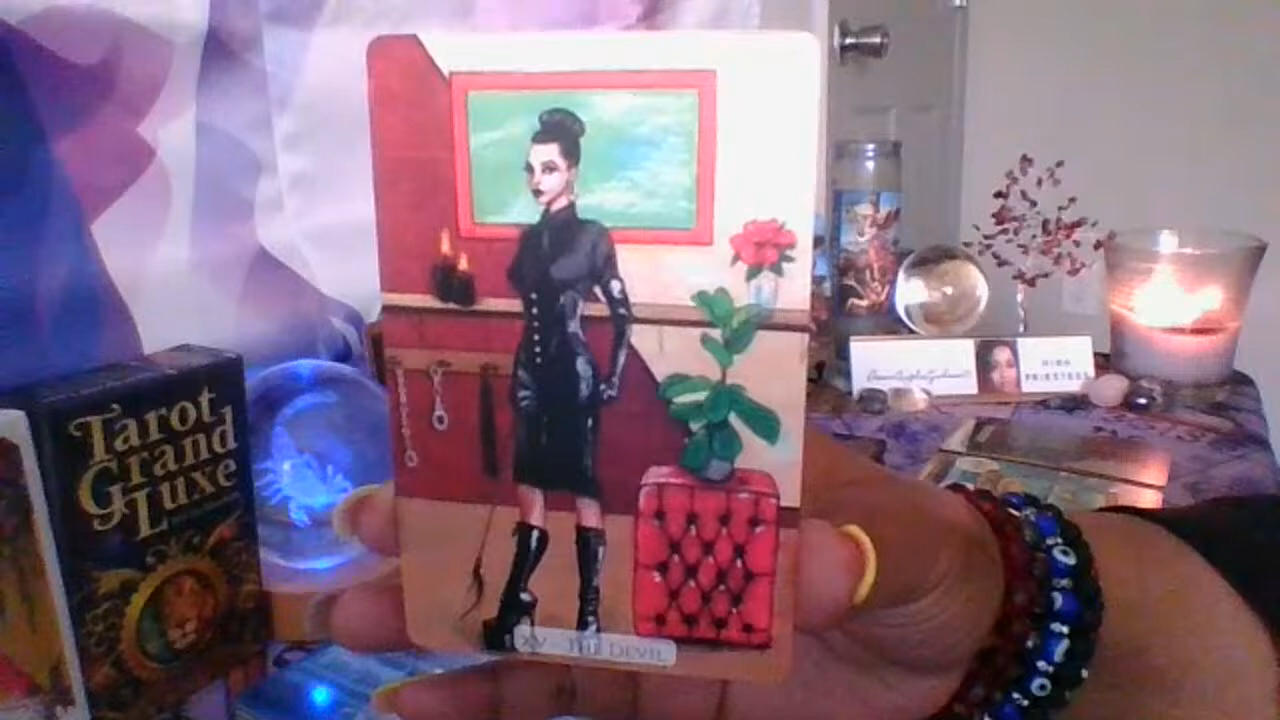 Tarot
Grand
Luxe
XV - THE DEVIL
HIGH
PRIESTESS